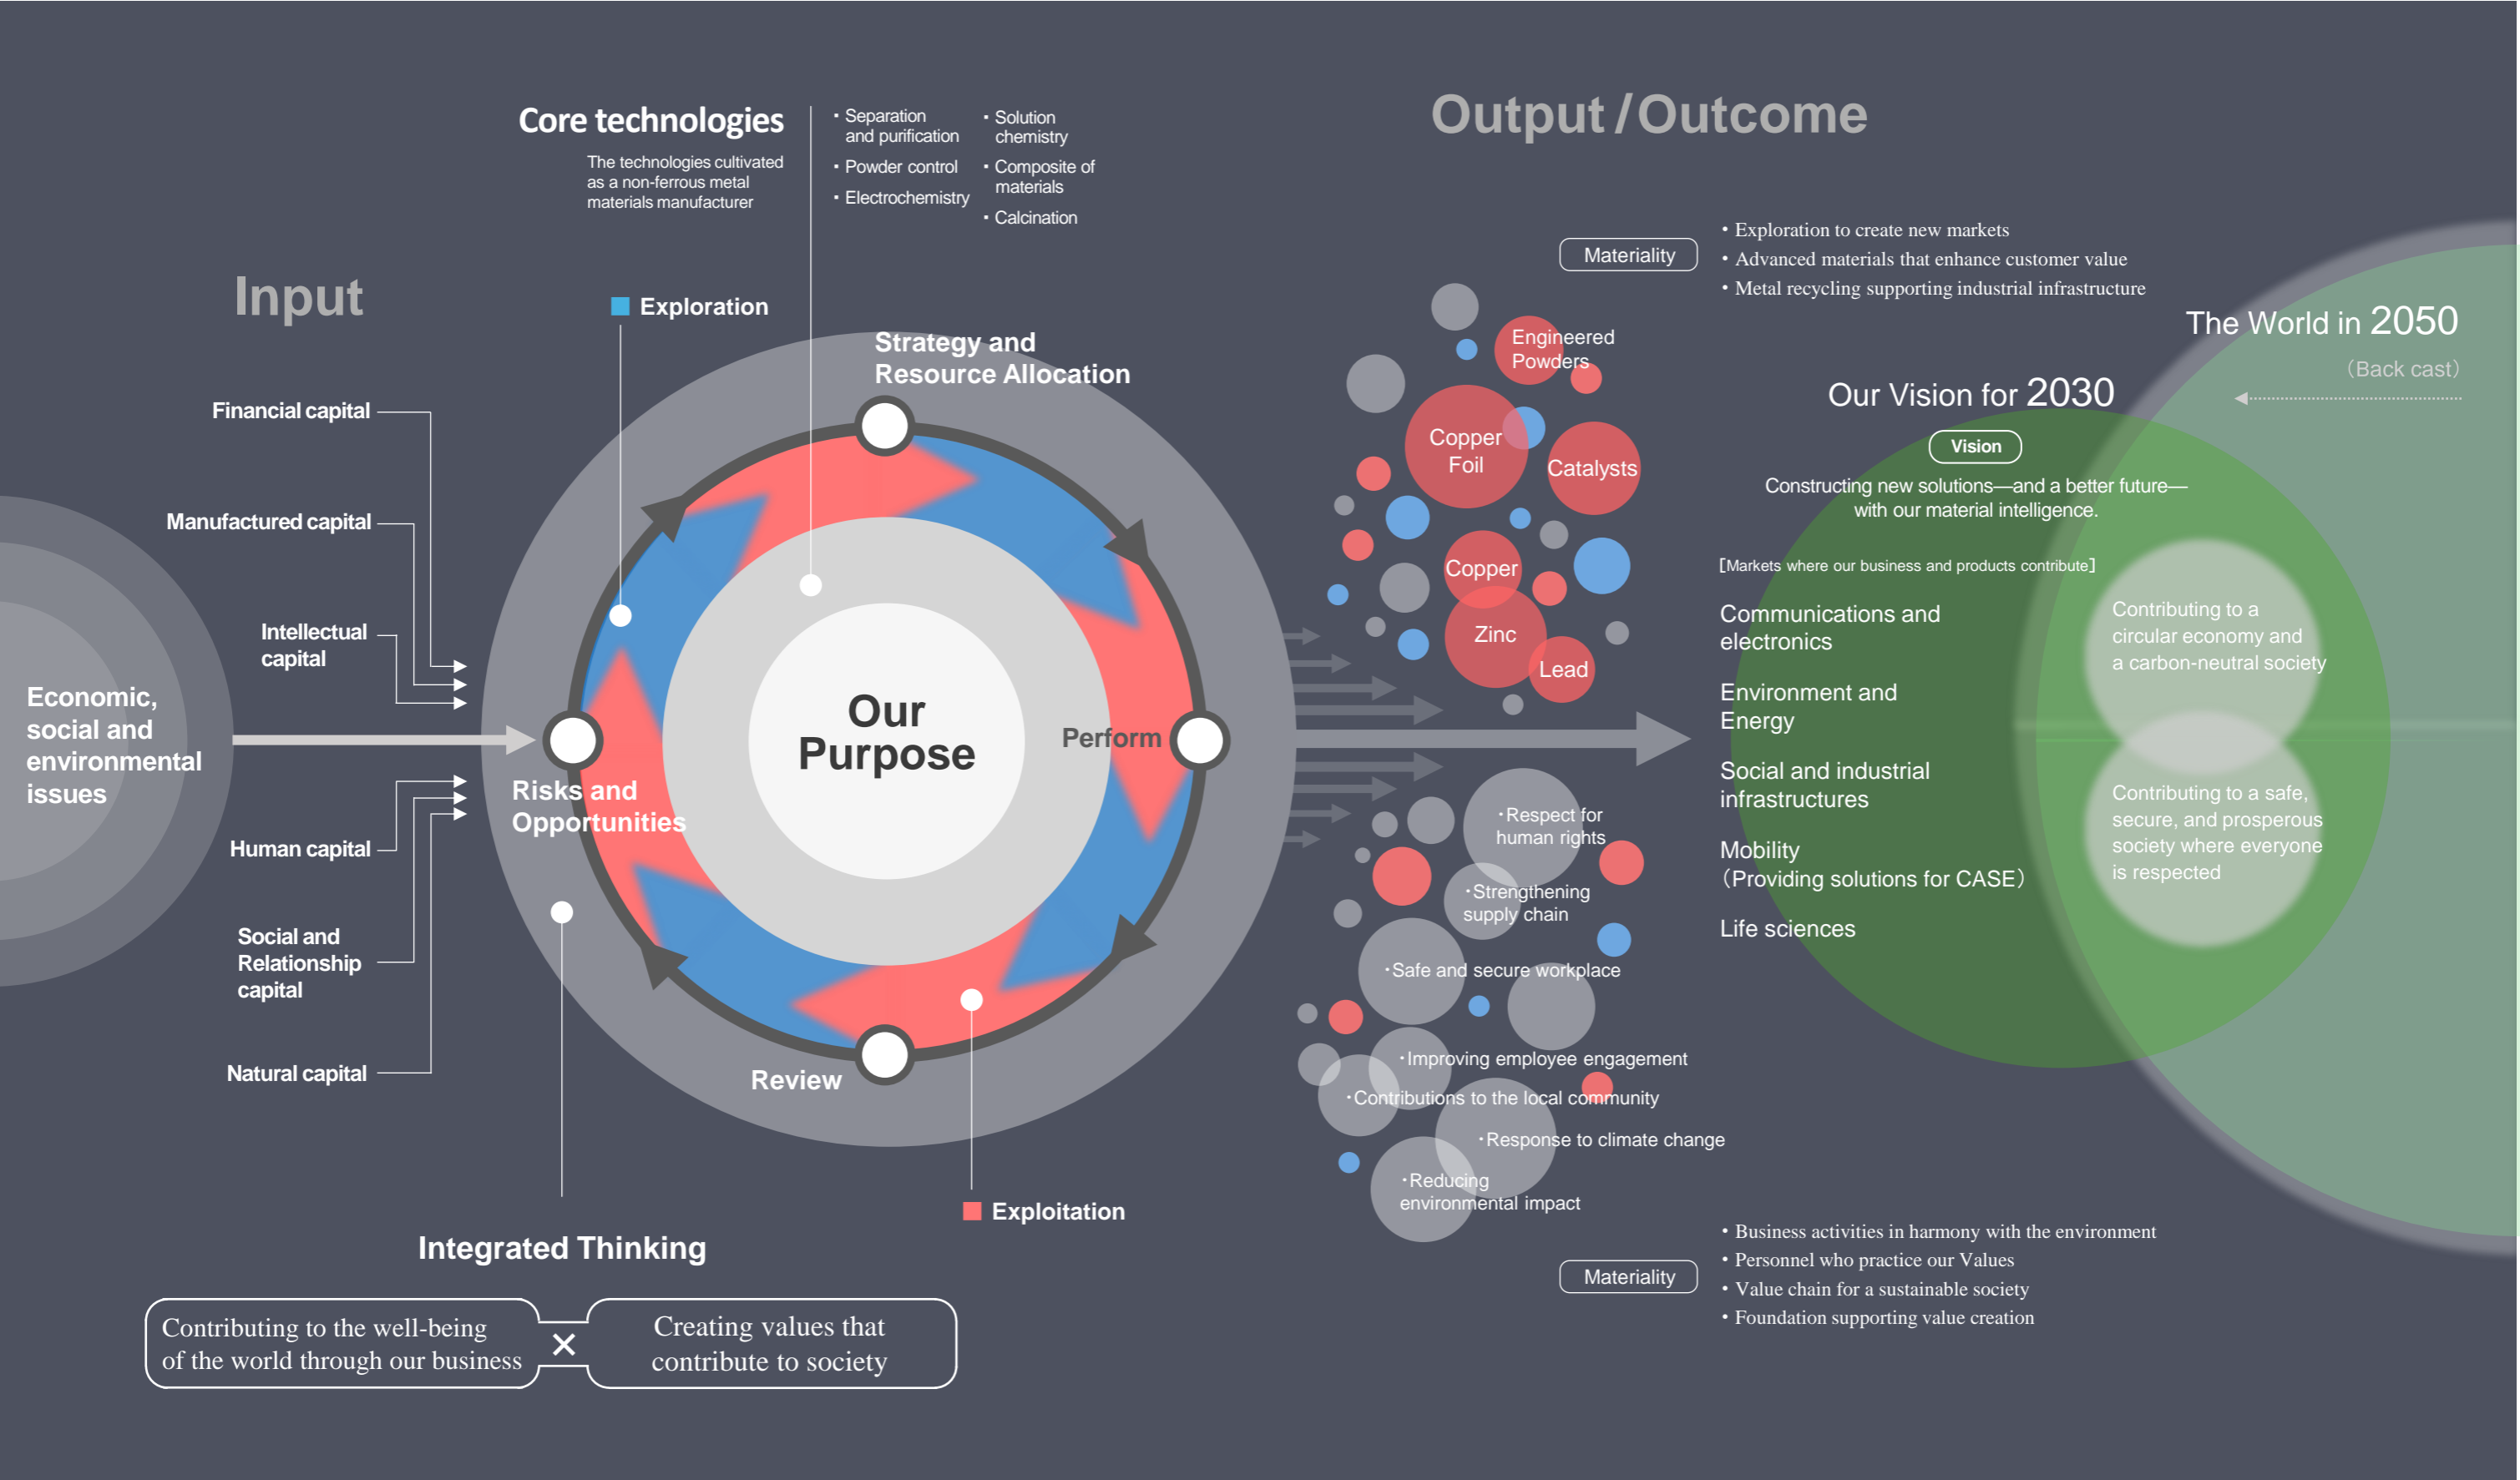 Core technologies
The technologies cultivated
as a non-ferrous metal
materials manufacturer
・Separation
and purification
・Powder control
・Electrochemistry
・Solution
chemistry
・Composite of
materials
・Calcination
Output / Outcome
Input
Exploration
Strategy and
Resource Allocation
Financial capital
Manufactured capital
Intellectual
capital
Economic,
social and
environmental
issues
Human capital
Social and
Relationship
capital
Natural capital
Our
Purpose
Perform
Risks and
Opportunities
Review
Exploitation
Integrated Thinking
Contributing to the well-being
of the world through our business
×
Creating values that
contribute to society
Materiality
・Exploration to create new markets
・Advanced materials that enhance customer value
・Metal recycling supporting industrial infrastructure
Engineered
Powders
Copper
Foil
Catalysts
Copper
Zinc
Lead
・Respect for
human rights
・Strengthening
supply chain
・Safe and secure workplace
・Improving employee engagement
・Contributions to the local community
・Response to climate change
・Reducing
environmental impact
Materiality
・Business activities in harmony with the environment
・Personnel who practice our Values
・Value chain for a sustainable society
・Foundation supporting value creation
The World in 2050
（Back cast）
Our Vision for 2030
Vision
Constructing new solutions—and a better future—
with our material intelligence.
[Markets where our business and products contribute]
Communications and
electronics
Environment and
Energy
Social and industrial
infrastructures
Mobility
（Providing solutions for CASE）
Life sciences
Contributing to a
circular economy and
a carbon-neutral society
Contributing to a safe,
secure, and prosperous
society where everyone
is respected